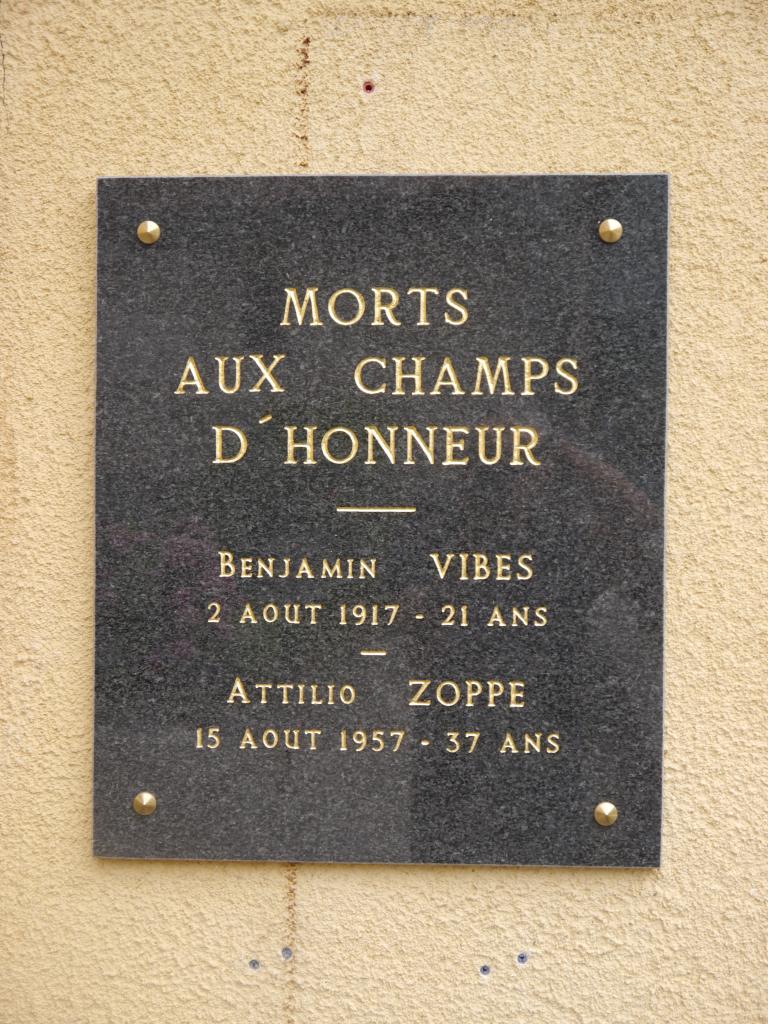 MORTS
AUX CHAMPS
D´HONNEUR
BENJAMIN VIBES
2 AOUT 1917 - 21 ANS
ATTILIO ZOPPE
15 AOUT 1957 - 37 ANS